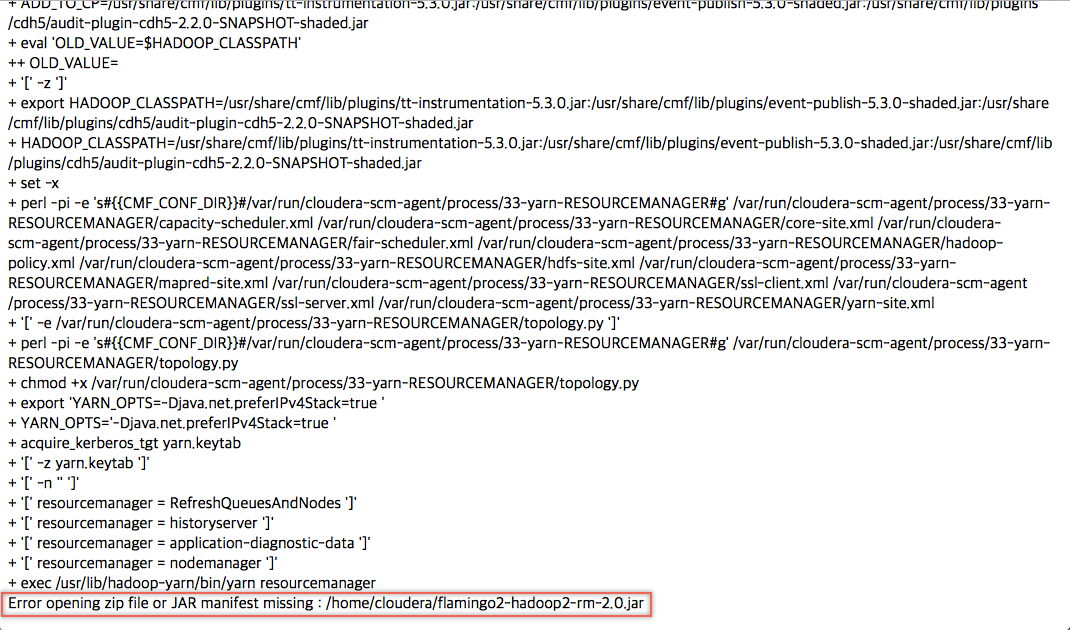 + ADD_TO_CP=/usr/share/cmf/lib/plugins/tt-instrumentation-5.3.0.jar:/usr/share/cmf/lib/plugins/event-publish-5.3.0-shaded.jar:/usr/share/cmf/lib/plugins
/cdh5/audit-plugin-cdh5-2.2.0-SNAPSHOT-shaded.jar
+ eval 'OLD_VALUE=$HADOOP_CLASSPATH'
++ OLD_VALUE=
+ '[' -z ']'
+ export HADOOP_CLASSPATH=/usr/share/cmf/lib/plugins/tt-instrumentation-5.3.0.jar:/usr/share/cmf/lib/plugins/event-publish-5.3.0-shaded.jar:/usr/share
/cmf/lib/plugins/cdh5/audit-plugin-cdh5-2.2.0-SNAPSHOT-shaded.jar
+ HADOOP_CLASSPATH=/usr/share/cmf/lib/plugins/tt-instrumentation-5.3.0.jar:/usr/share/cmf/lib/plugins/event-publish-5.3.0-shaded.jar:/usr/share/cmf/lib
/plugins/cdh5/audit-plugin-cdh5-2.2.0-SNAPSHOT-shaded.jar
+ set -x
+ perl -pi -e 's#{{CMF_CONF_DIR}}#/var/run/cloudera-scm-agent/process/33-yarn-RESOURCEMANAGER#g' /var/run/cloudera-scm-agent/process/33-yarn-
RESOURCEMANAGER/capacity-scheduler.xml /var/run/cloudera-scm-agent/process/33-yarn-RESOURCEMANAGER/core-site.xml /var/run/cloudera-
scm-agent/process/33-yarn-RESOURCEMANAGER/fair-scheduler.xml /var/run/cloudera-scm-agent/process/33-yarn-RESOURCEMANAGER/hadoop-
policy.xml /var/run/cloudera-scm-agent/process/33-yarn-RESOURCEMANAGER/hdfs-site.xml /var/run/cloudera-scm-agent/process/33-yarn-
RESOURCEMANAGER/mapred-site.xml /var/run/cloudera-scm-agent/process/33-yarn-RESOURCEMANAGER/ssl-client.xml /var/run/cloudera-scm-agent
/process/33-yarn-RESOURCEMANAGER/ssl-server.xml /var/run/cloudera-scm-agent/process/33-yarn-RESOURCEMANAGER/yarn-site.xml
+ '[' -e /var/run/cloudera-scm-agent/process/33-yarn-RESOURCEMANAGER/topology.py ']'
+ perl -pi -e 's#{{CMF_CONF_DIR}}#/var/run/cloudera-scm-agent/process/33-yarn-RESOURCEMANAGER#g' /var/run/cloudera-scm-agent/process/33-yarn-
RESOURCEMANAGER/topology.py
+ chmod +x /var/run/cloudera-scm-agent/process/33-yarn-RESOURCEMANAGER/topology.py
+ export 'YARN_OPTS=-Djava.net.preferIPv4Stack=true '
+ YARN_OPTS='-Djava.net.preferIPv4Stack=true '
+ acquire_kerberos_tgt yarn.keytab
+ '[' -z yarn.keytab ']'
+ '[' -n '' ']'
+ '[' resourcemanager = RefreshQueuesAndNodes ']'
+ '[' resourcemanager = historyserver ']'
+ '[' resourcemanager = application-diagnostic-data ']'
+ '[' resourcemanager = nodemanager ']'
+ exec /usr/lib/hadoop-yarn/bin/yarn resourcemanager
Error opening zip file or JAR manifest missing : /home/cloudera/flamingo2-hadoop2-rm-2.0.jar